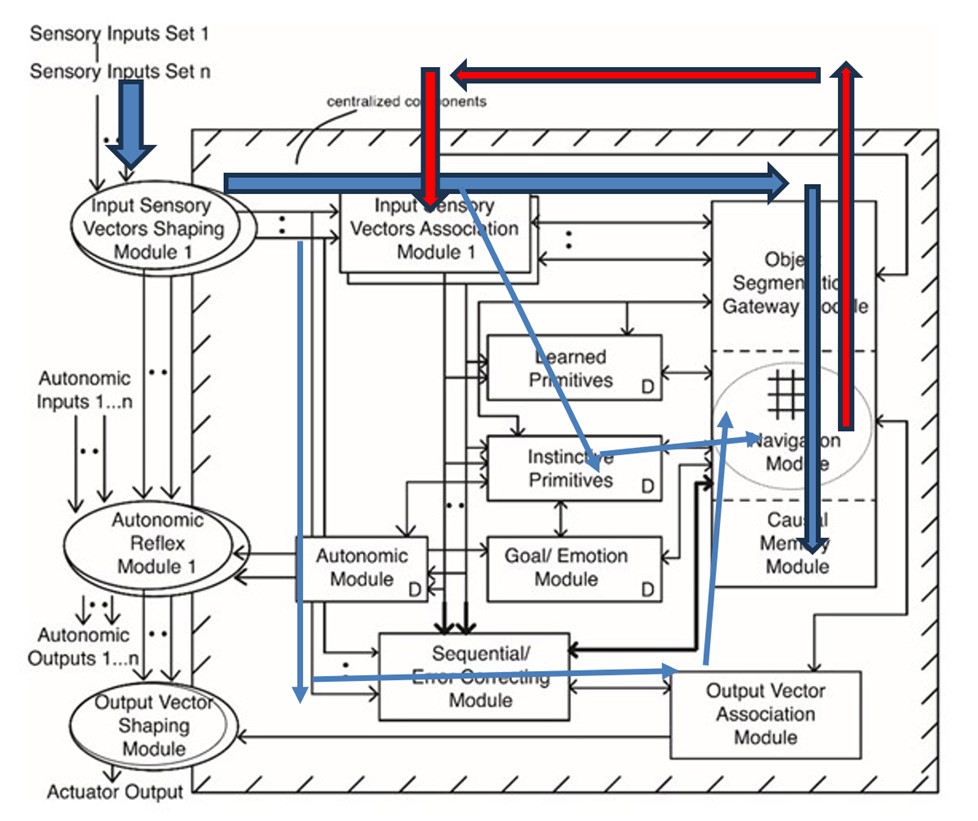 Sensory Inputs Set 1
Sensory Inputs Set n
centralized components
Input Sensory
Vectors Shaping
Module 1
Input Sensory
Vectors Association
Module 1
Object
Segmentation
Gateway Module
Learned
Primitives
D
Autonomic
Inputs 1...n
Navigation
Module
Instinctive
Primitives
D
Autonomic
Reflex
Module 1
Causal
Memory
Module
Autonomic
Module
D
Goal/ Emotion
Module
D
Autonomic
Outputs 1...n
Sequential/
Error Correcting
Module
Output Vector
Shaping
Module
Output Vector
Association
Module
Actuator Output